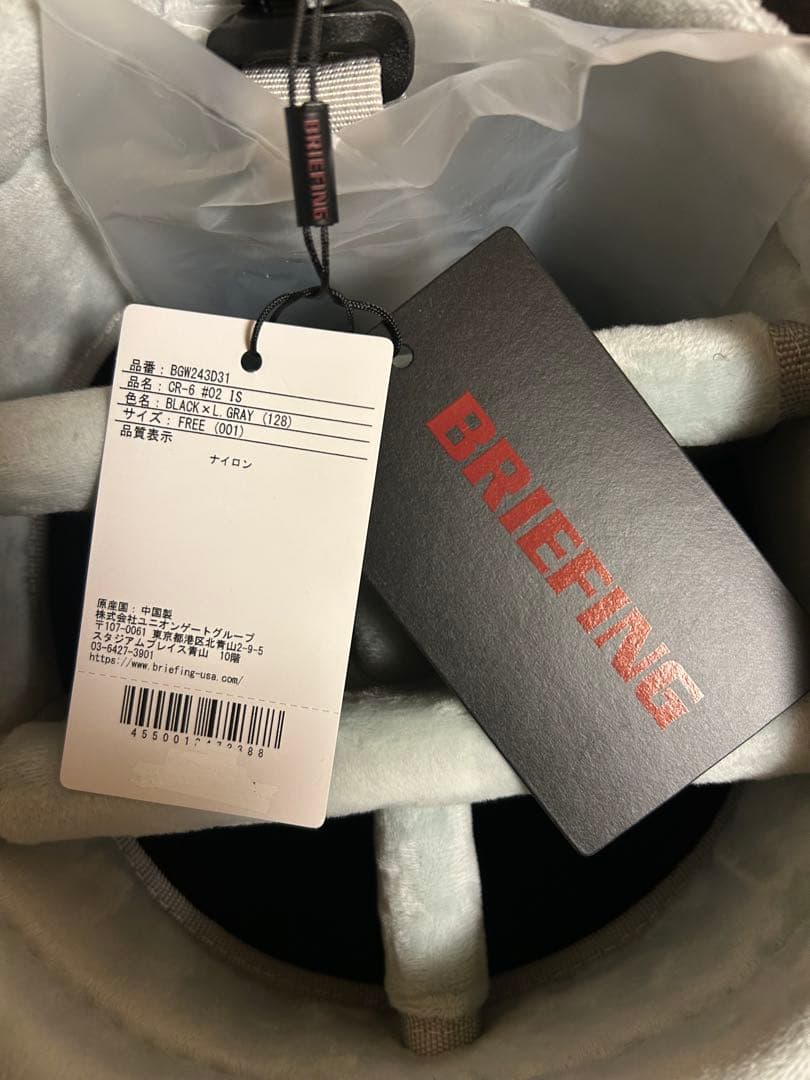 BRIEFING
品番: BGW243D31
品名: CR-6 #02 IS
色名: BLACK×L.GRAY (128)
サイズ: FREE (001)
品質表示
ナイロン
原産国: 中国製
株式会社ユニオンゲートグループ
〒107-0061 東京都港区北青山2-9-5
スタジアムプレイス青山 10階
03-6427-3901
https://www.briefing-usa.com/
BRIEFING